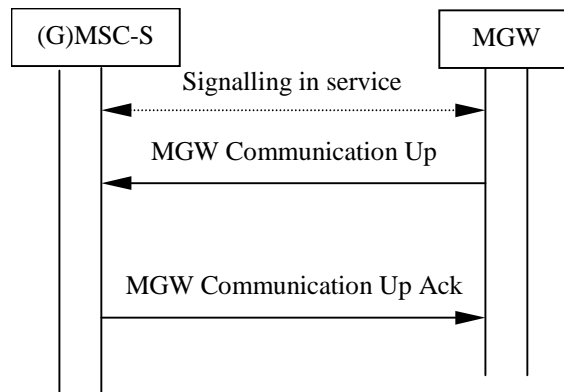 (G)MSC-S
MGW
Signalling in service
MGW Communication Up
MGW Communication Up Ack